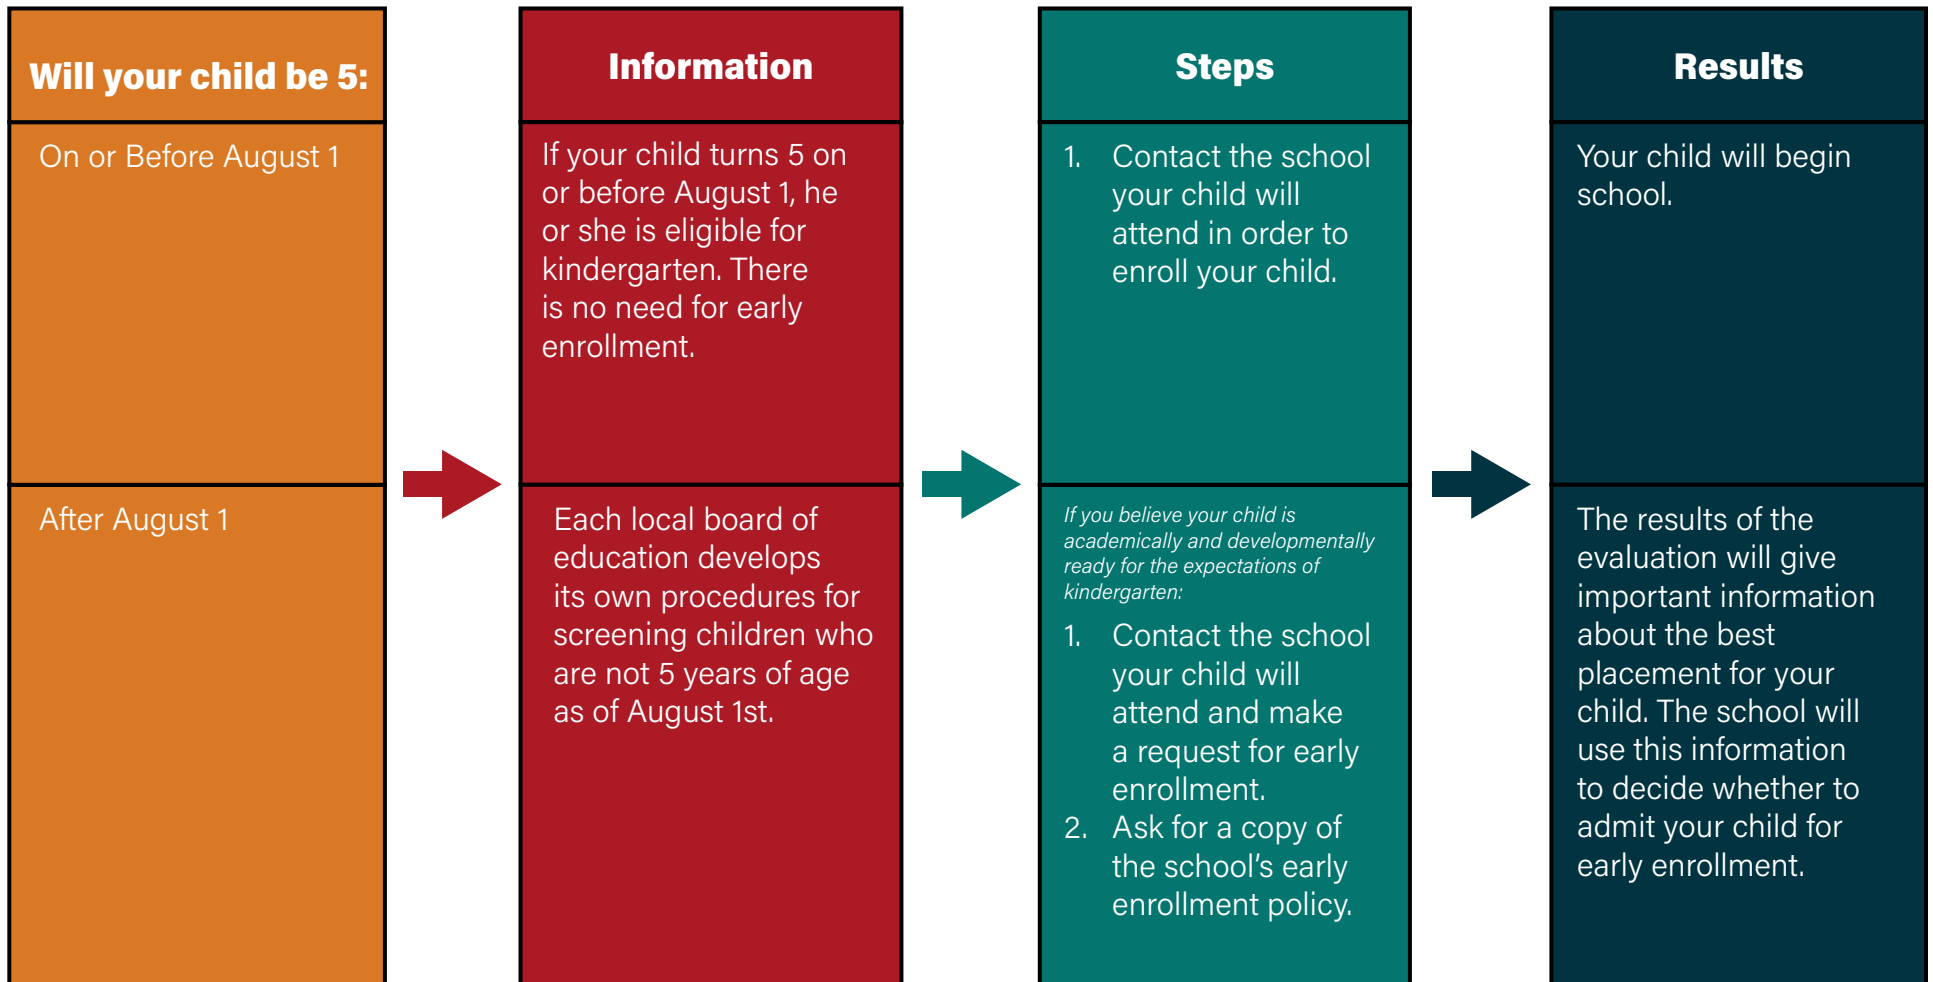 Will your child be 5:
On or Before August 1
After August 1
Information
If your child turns 5 on
or before August 1, he
or she is eligible for
kindergarten. There
is no need for early
enrollment.
Each local board of
education develops
its own procedures for
screening children who
are not 5 years of age
as of August 1st.
Steps
1. Contact the school
your child will
attend in order to
enroll your child.
If you believe your child is
academically and developmentally
ready for the expectations of
kindergarten:
1. Contact the school
your child will
attend and make
a request for early
enrollment.
2. Ask for a copy of
the school’s early
enrollment policy.
Results
Your child will begin
school.
The results of the
evaluation will give
important information
about the best
placement for your
child. The school will
use this information
to decide whether to
admit your child for
early enrollment.